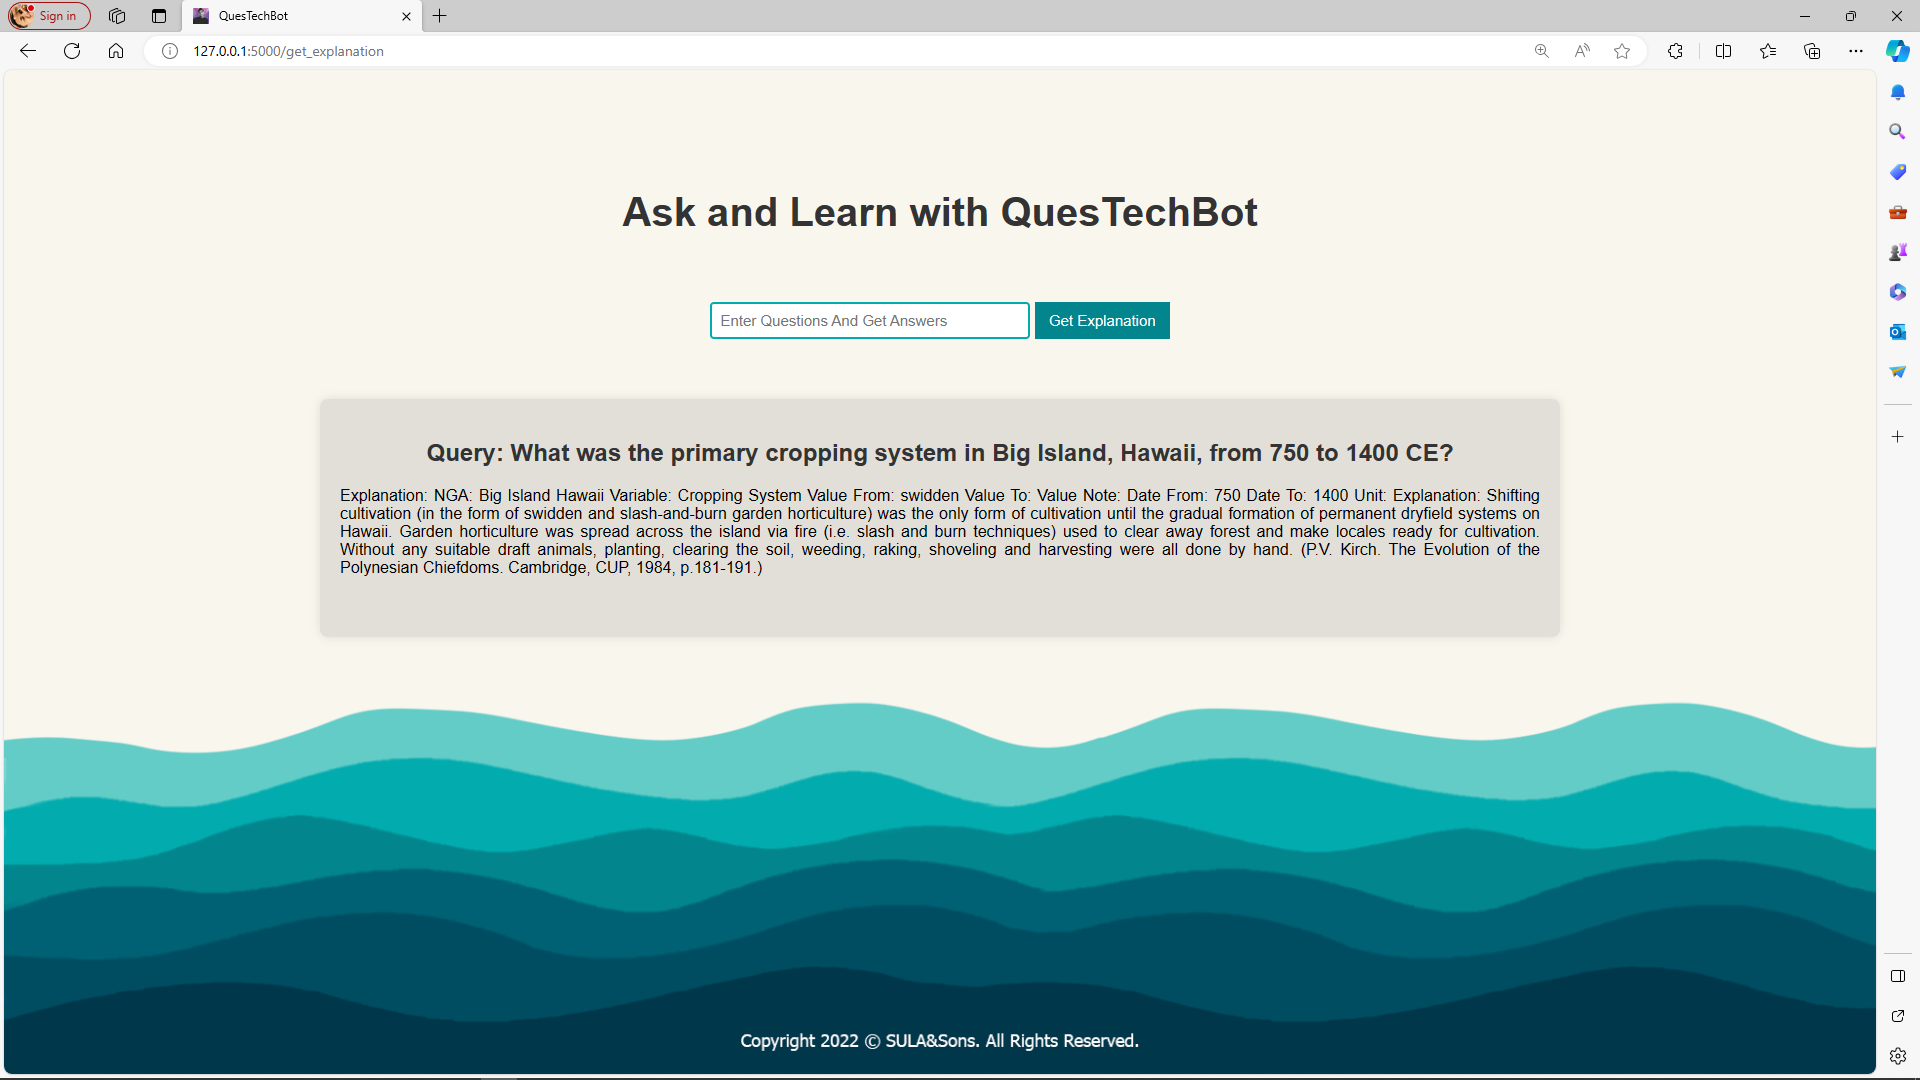 Sign in
QuesTechBot
127.0.0.1:5000/get_explanation
Ask and Learn with QuesTechBot
Enter Questions And Get Answers
Get Explanation
Query: What was the primary cropping system in Big Island, Hawaii, from 750 to 1400 CE?
Explanation: NGA: Big Island Hawaii Variable: Cropping System Value From: swidden Value To: Value Note: Date From: 750 Date To: 1400 Unit: Explanation: Shifting
cultivation (in the form of swidden and slash-and-burn garden horticulture) was the only form of cultivation until the gradual formation of permanent dryfield systems on
Hawaii. Garden horticulture was spread across the island via fire (i.e. slash and burn techniques) used to clear away forest and make locales ready for cultivation.
Without any suitable draft animals, planting, clearing the soil, weeding, raking, shoveling and harvesting were all done by hand. (P.V. Kirch. The Evolution of the
Polynesian Chiefdoms. Cambridge, CUP, 1984, p.181-191.)
Copyright 2022 © SULA&Sons. All Rights Reserved.